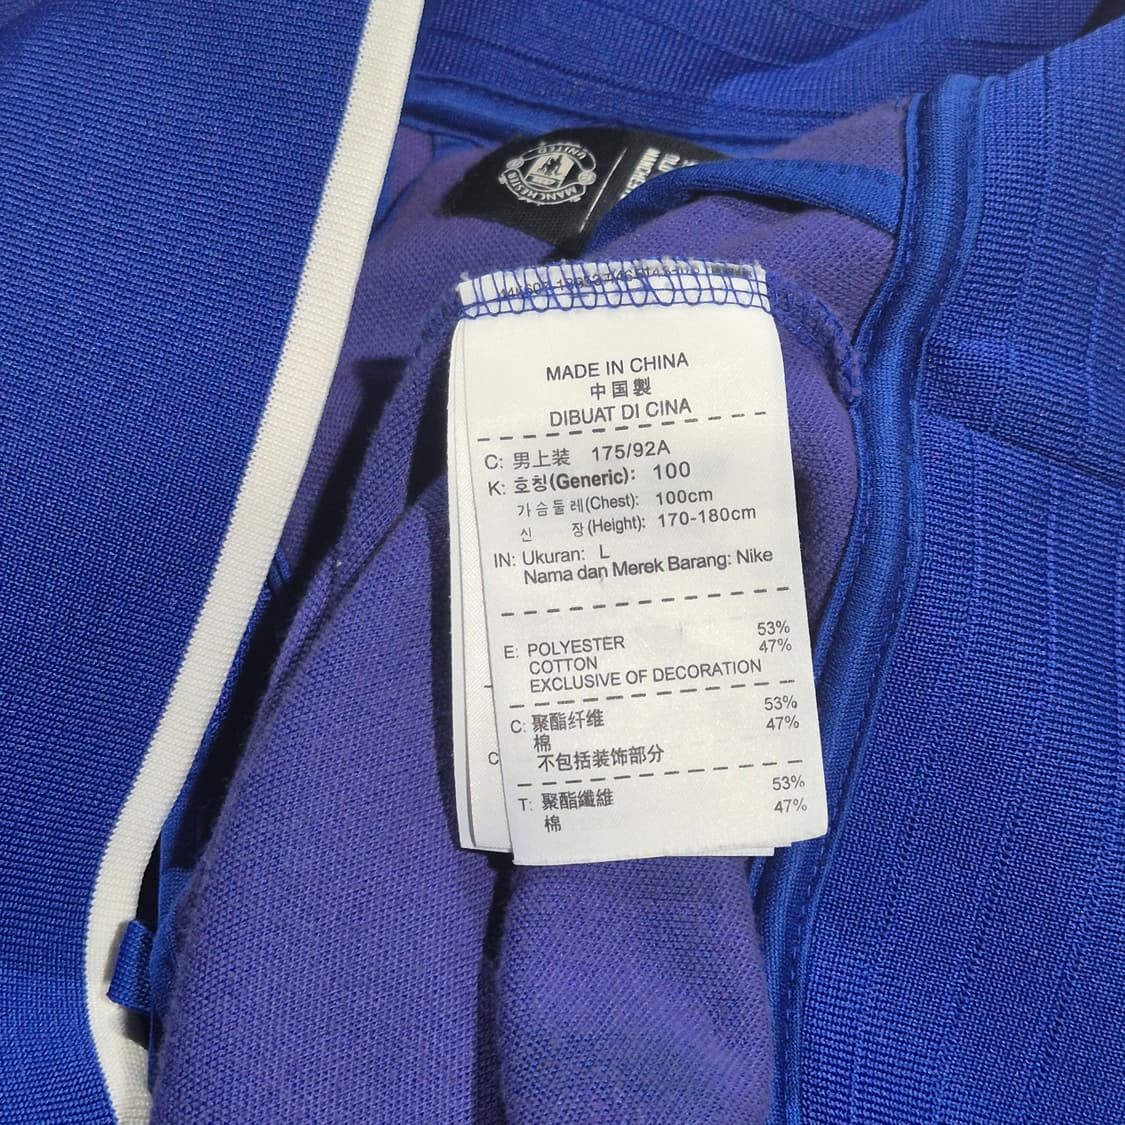 MANCHESTER UNITED
MADE IN CHINA
中国製
DIBUAT DI CINA
C: 男上装 175/92A
K: 호칭(Generic): 100
가슴둘레(Chest): 100cm
신 장(Height): 170-180cm
IN: Ukuran: L
Nama dan Merek Barang: Nike
E: POLYESTER 53%
COTTON 47%
EXCLUSIVE OF DECORATION
C: 聚酯纤维 53%
棉 47%
不包括装饰部分
T: 聚酯纖維 53%
棉 47%
C